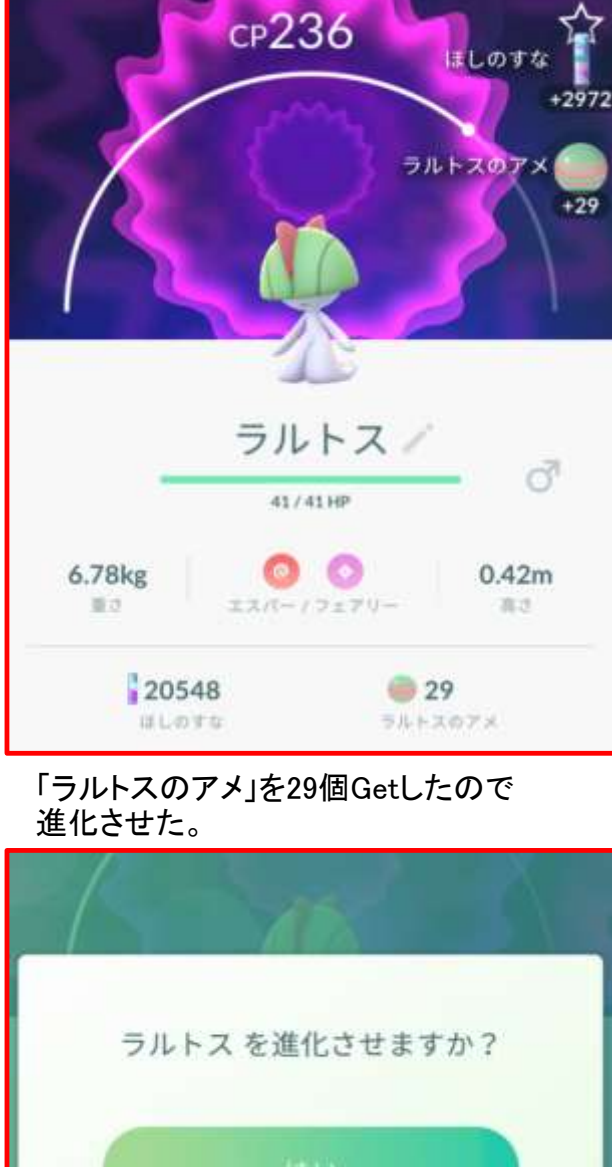 CP236
ほしのすな
+2972
ラルトスのアメ
+29
ラルトス
41 / 41 HP
6.78kg
重さ
エスパー / フェアリー
0.42m
高さ
20548
ほしのすな
29
ラルトスのアメ
「ラルトスのアメ」を29個Getしたので
進化させた。
ラルトス を進化させますか？